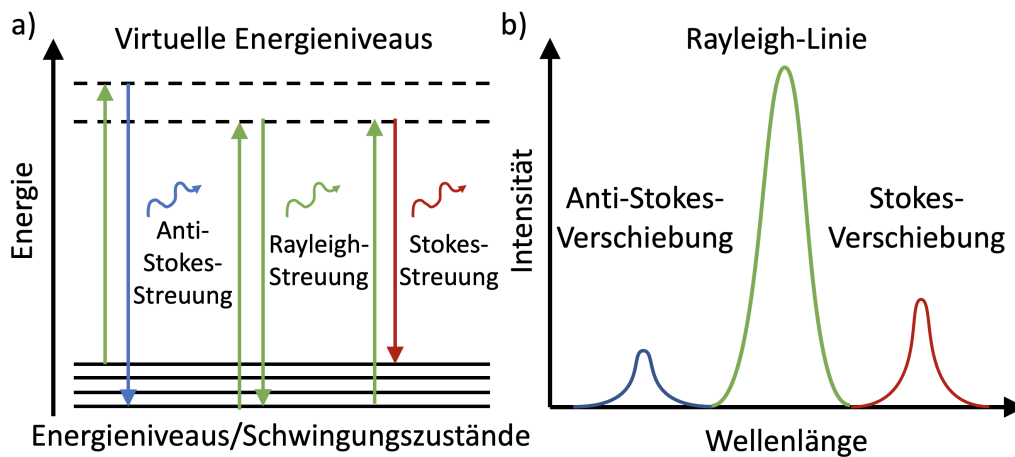 a)
Virtuelle Energieniveaus
Energie
Anti-
Stokes-
Streuung
Rayleigh-
Streuung
Stokes-
Streuung
Energieniveaus/Schwingungszustände
b)
Rayleigh-Linie
Intensität
Anti-Stokes-
Verschiebung
Stokes-
Verschiebung
Wellenlänge